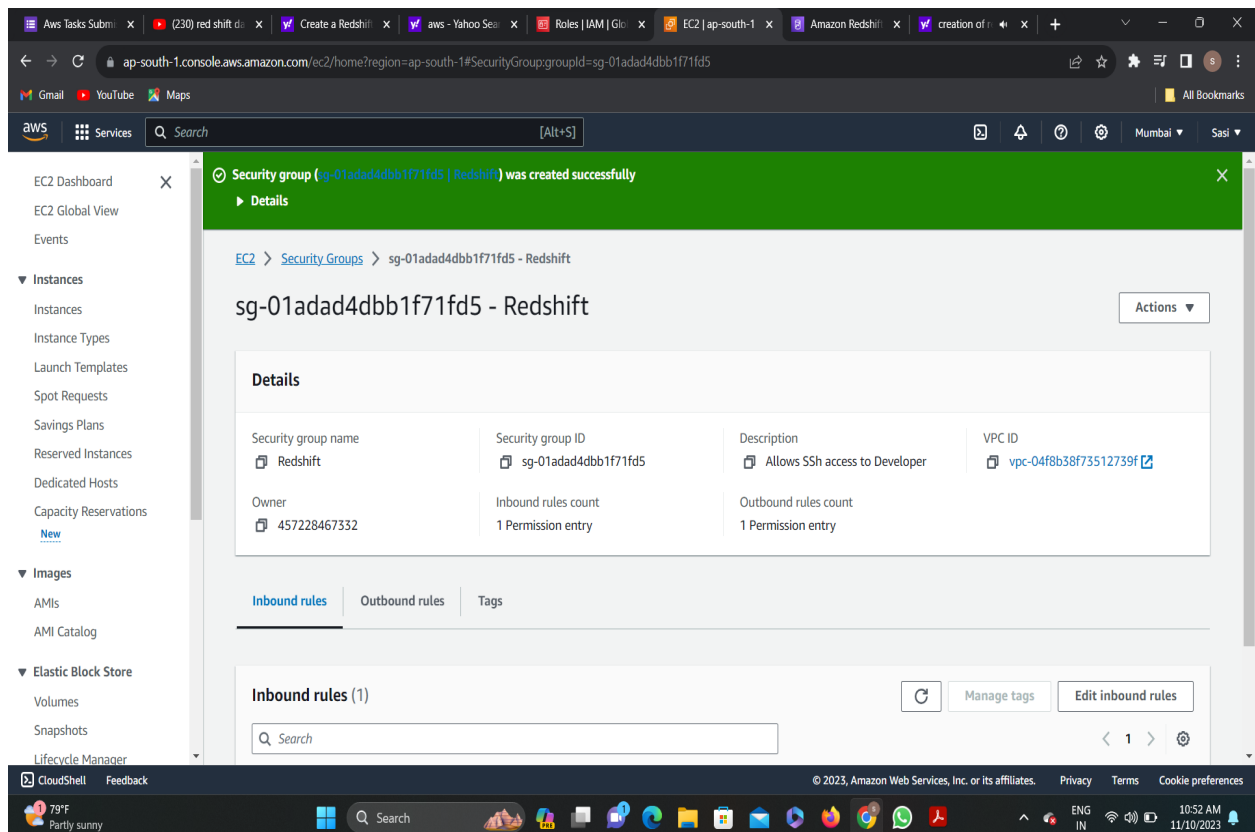 Aws Tasks Submi
(230) red shift da
Create a Redshift
aws - Yahoo Sear
Roles | IAM | Glo
EC2 | ap-south-1
Amazon Redshift
creation of r
ap-south-1.console.aws.amazon.com/ec2/home?region=ap-south-1#SecurityGroup:groupId=sg-01adad4dbb1f71fd5
s
Gmail YouTube Maps All Bookmarks
aws Services Search [Alt+S] Mumbai ▼ Sasi ▼
EC2 Dashboard
EC2 Global View
Events
Instances
Instances
Instance Types
Launch Templates
Spot Requests
Savings Plans
Reserved Instances
Dedicated Hosts
Capacity Reservations
New
Images
AMIs
AMI Catalog
Elastic Block Store
Volumes
Snapshots
Lifecycle Manager
Security group (sg-01adad4dbb1f71fd5 | Redshift) was created successfully
Details
EC2 > Security Groups > sg-01adad4dbb1f71fd5 - Redshift
sg-01adad4dbb1f71fd5 - Redshift
Actions ▼
Details
Security group name
Redshift
Security group ID
sg-01adad4dbb1f71fd5
Description
Allows SSh access to Developer
VPC ID
vpc-04f8b38f73512739f
Owner
457228467332
Inbound rules count
1 Permission entry
Outbound rules count
1 Permission entry
Inbound rules Outbound rules Tags
Inbound rules (1)
Manage tags Edit inbound rules
Search
1
CloudShell Feedback © 2023, Amazon Web Services, Inc. or its affiliates. Privacy Terms Cookie preferences
1
79°F
Partly sunny
Search
PRE
ENG
IN
10:52 AM
11/10/2023